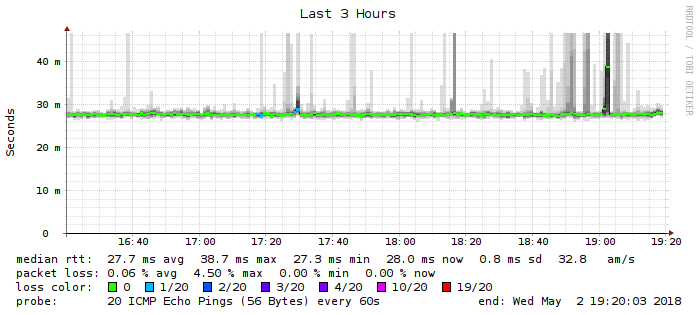 Last 3 Hours
RRDTOOL / TOBI OETIKER
Seconds
40 m
30 m
20 m
10 m
0
16:40 17:00 17:20 17:40 18:00 18:20 18:40 19:00 19:20
median rtt: 27.7 ms avg 38.7 ms max 27.3 ms min 28.0 ms now 0.8 ms sd 32.8 am/s
packet loss: 0.06 % avg 4.50 % max 0.00 % min 0.00 % now
loss color: 0 1/20 2/20 3/20 4/20 10/20 19/20
probe: 20 ICMP Echo Pings (56 Bytes) every 60s end: Wed May 2 19:20:03 2018